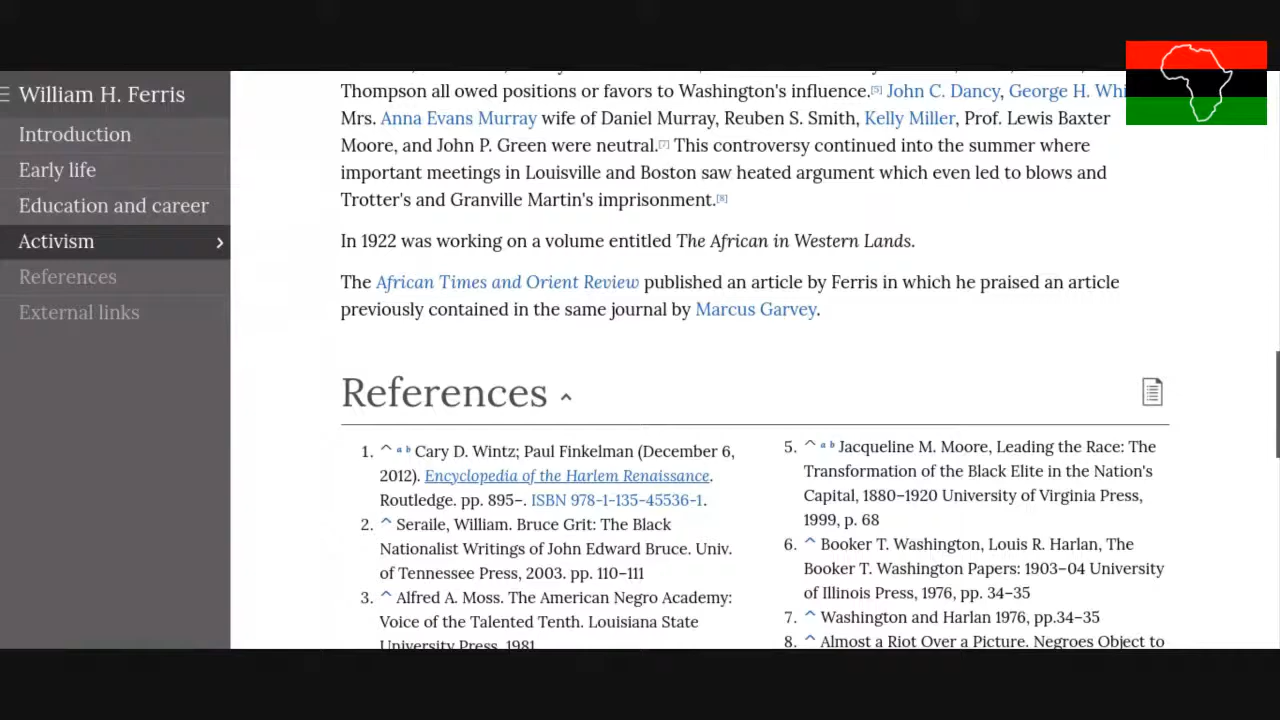 William H. Ferris
Introduction
Early life
Education and career
Activism
References
External links
Thompson all owed positions or favors to Washington's influence.[5] John C. Dancy, George H. Whi
Mrs. Anna Evans Murray wife of Daniel Murray, Reuben S. Smith, Kelly Miller, Prof. Lewis Baxter
Moore, and John P. Green were neutral.[7] This controversy continued into the summer where
important meetings in Louisville and Boston saw heated argument which even led to blows and
Trotter's and Granville Martin's imprisonment.[8]
In 1922 was working on a volume entitled The African in Western Lands.
The African Times and Orient Review published an article by Ferris in which he praised an article
previously contained in the same journal by Marcus Garvey.
References
1. ^ a b Cary D. Wintz; Paul Finkelman (December 6,
2012). Encyclopedia of the Harlem Renaissance.
Routledge. pp. 895–. ISBN 978-1-135-45536-1.
2. ^ Seraile, William. Bruce Grit: The Black
Nationalist Writings of John Edward Bruce. Univ.
of Tennessee Press, 2003. pp. 110–111
3. ^ Alfred A. Moss. The American Negro Academy:
Voice of the Talented Tenth. Louisiana State
University Press, 1981
5. ^ a b Jacqueline M. Moore, Leading the Race: The
Transformation of the Black Elite in the Nation's
Capital, 1880–1920 University of Virginia Press,
1999, p. 68
6. ^ Booker T. Washington, Louis R. Harlan, The
Booker T. Washington Papers: 1903–04 University
of Illinois Press, 1976, pp. 34–35
7. ^ Washington and Harlan 1976, pp.34–35
8. ^ Almost a Riot Over a Picture. Negroes Object to